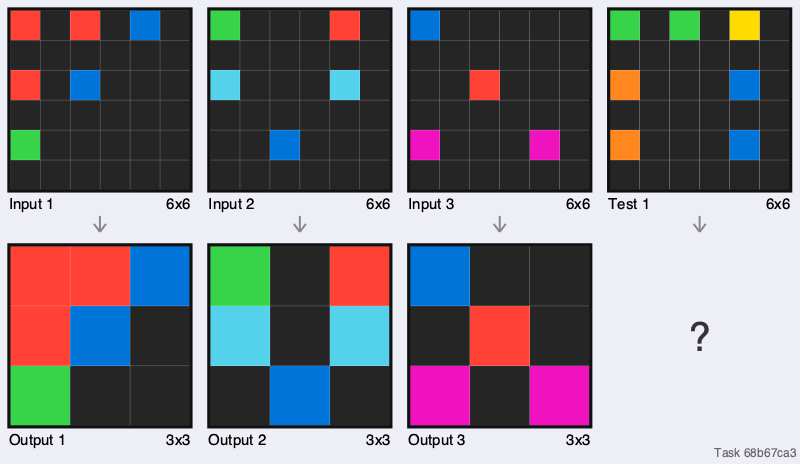 Input 1 6x6
Input 2 6x6
Input 3 6x6
Test 1 6x6
?
Output 1 3x3
Output 2 3x3
Output 3 3x3
Task 68b67ca3